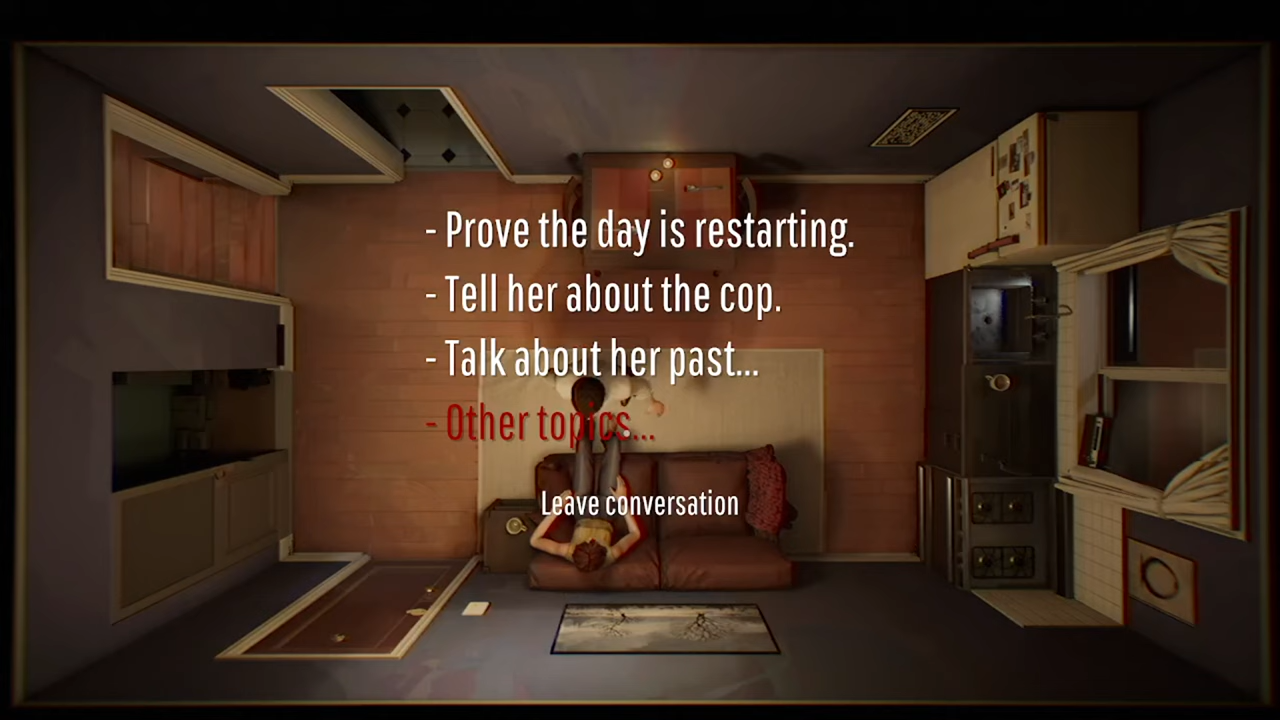 - Prove the day is restarting.
- Tell her about the cop.
- Talk about her past...
- Other topics...
Leave conversation